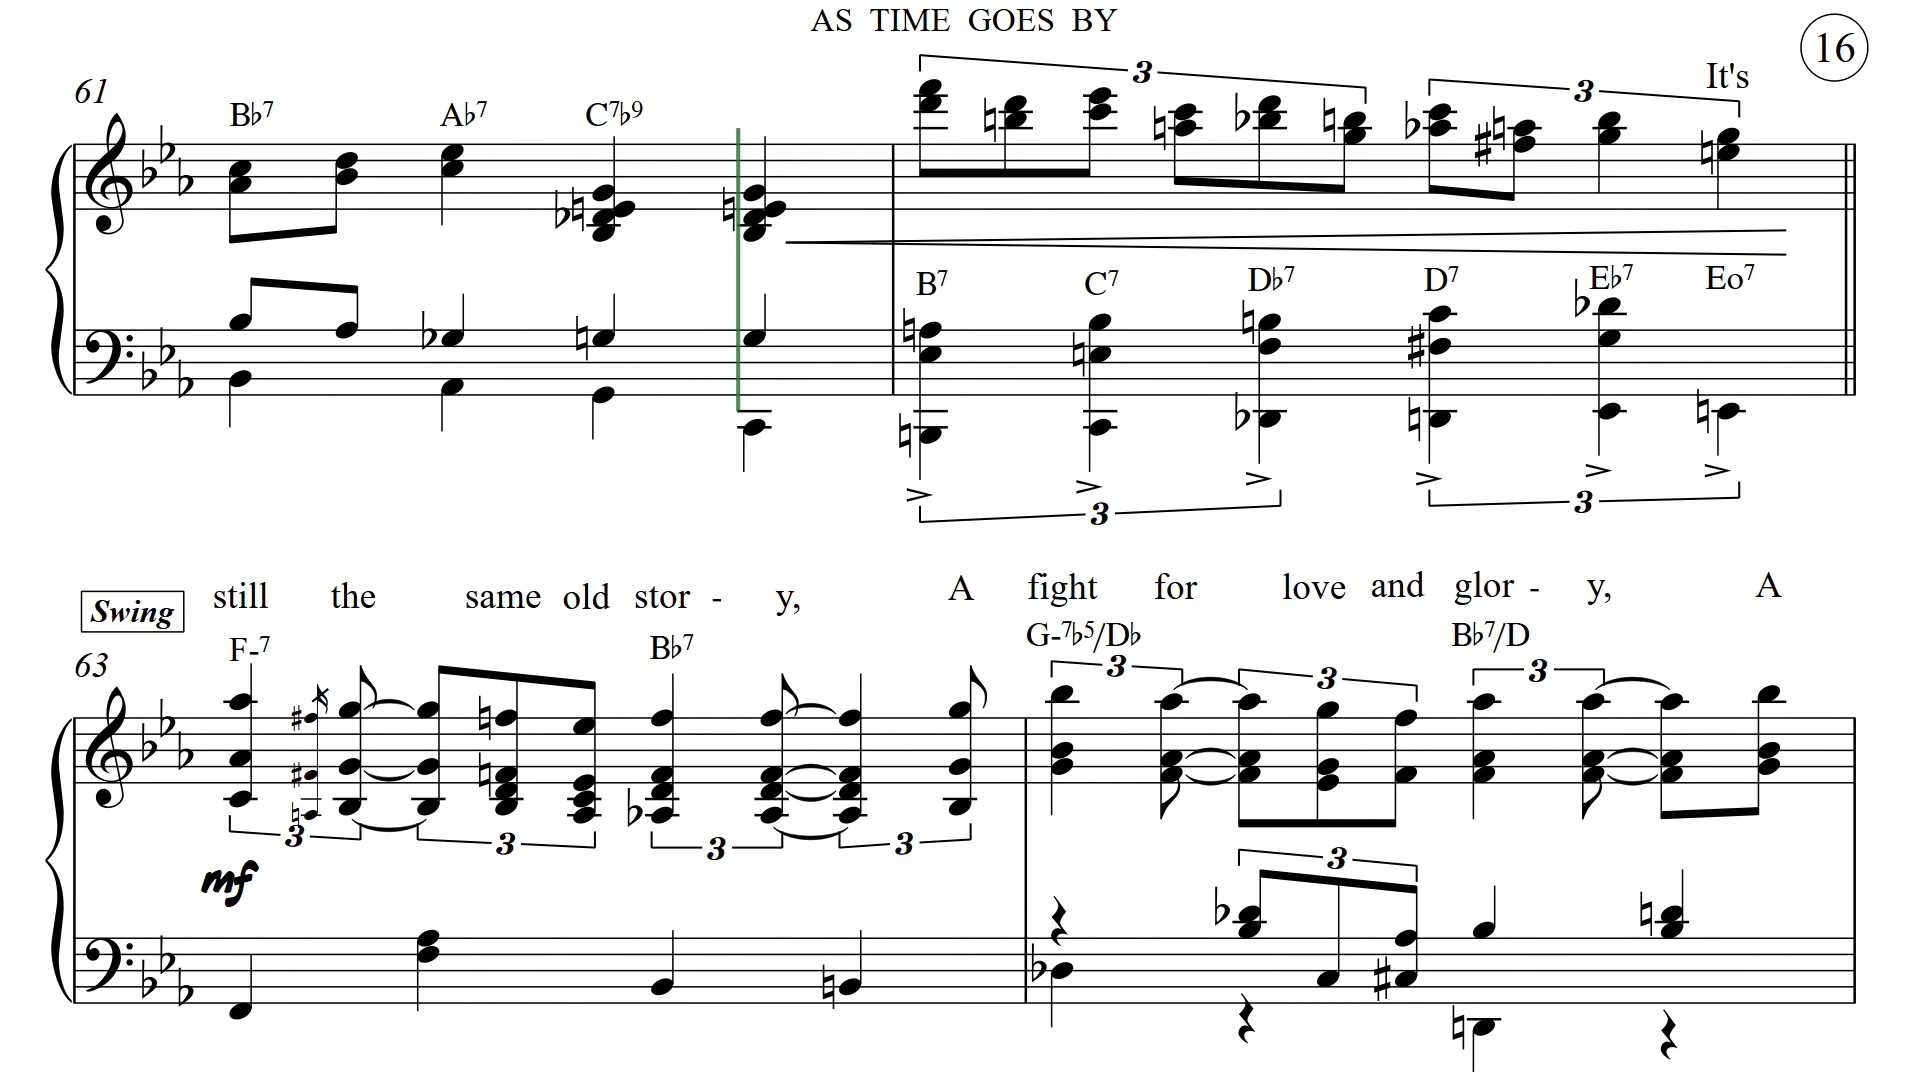 AS TIME GOES BY
16
3 3 It's
61
B♭7 A♭7 C7♭9
B7 C7 D♭7 D7 E♭7 Eo7
3 3
still the same old stor - y, A fight for love and glor - y, A
Swing
F-7 B♭7 G-7♭5/D♭ B♭7/D
63
3 3 3
3 3 3 3
3
mf